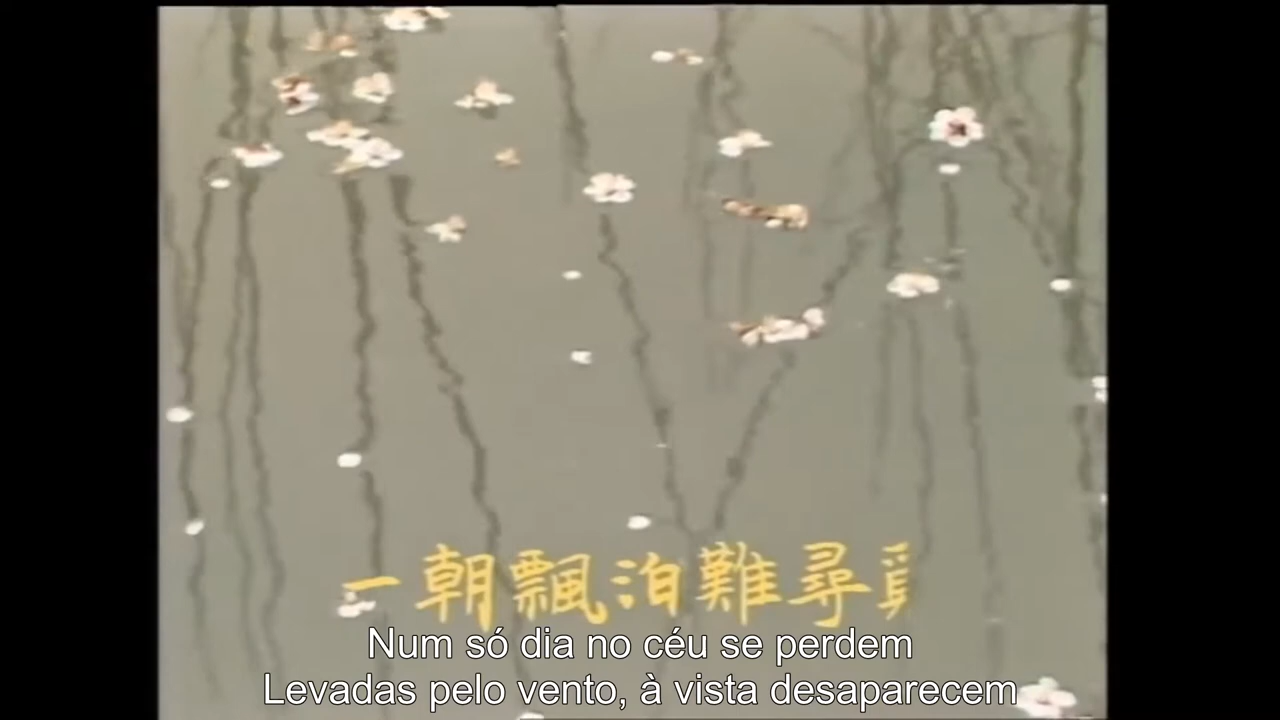 一朝飄泊難尋
Num só dia no céu se perdem
Levadas pelo vento, à vista desaparecem